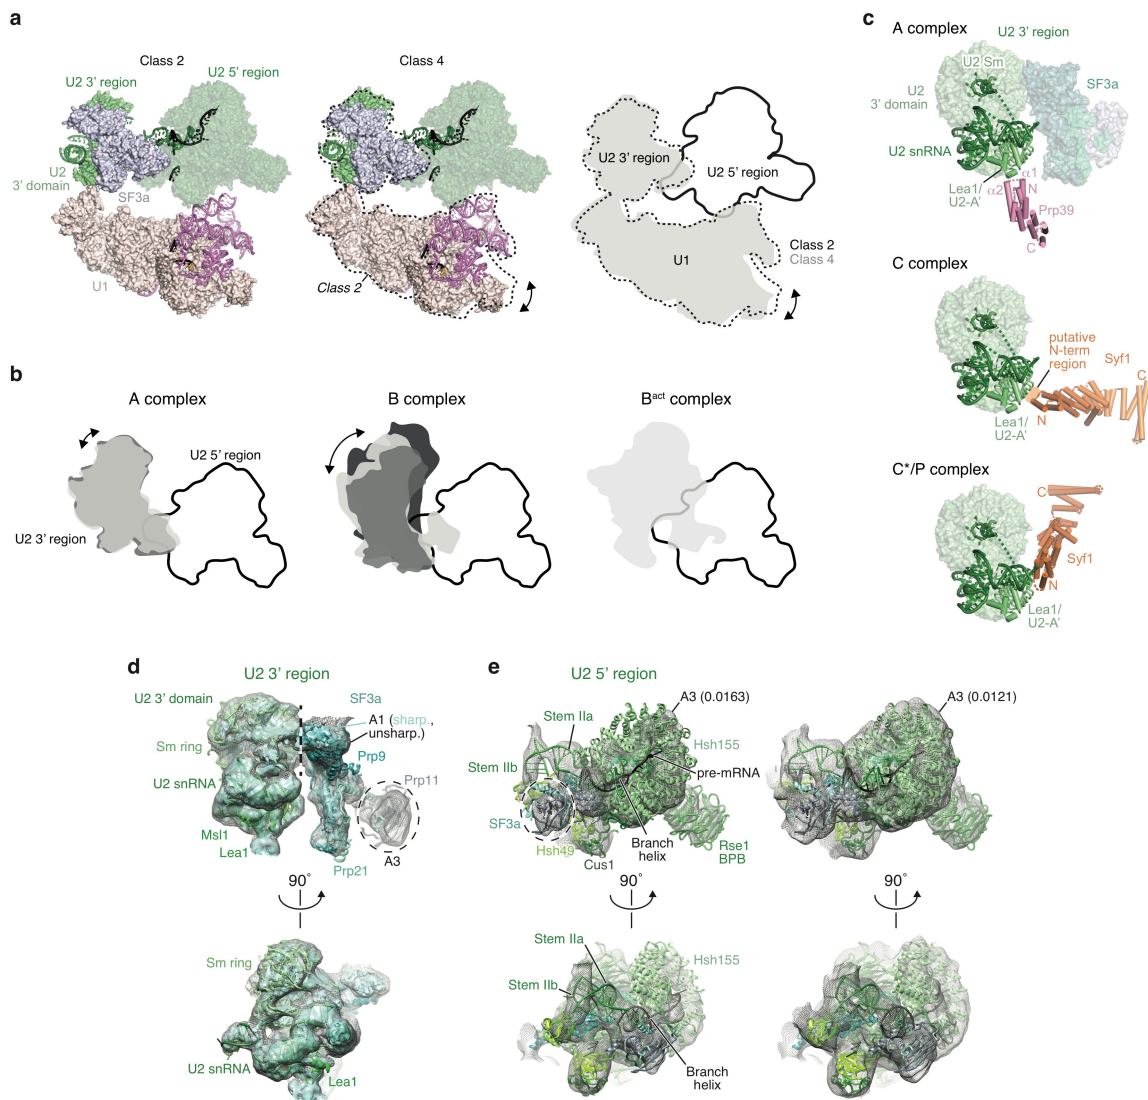 a
Class 2
U2 3’ region
U2 5’ region
U2
3’ domain
SF3a
U1
Class 4
Class 2
U2 3’ region
U2 5’ region
U1
Class 2
Class 4
b
A complex
U2 5’ region
U2 3’ region
B complex
Bact complex
c
A complex
U2 3’ region
U2 Sm
SF3a
U2
3’ domain
U2 snRNA
Lea1/
U2-A’
α1
α2
N
Prp39
C
C complex
putative
N-term
region
Syf1
C
N
Lea1/
U2-A’
C*/P complex
C
Syf1
N
Lea1/
U2-A’
d
U2 3’ region
U2 3’ domain
SF3a
A1 (sharp.,
unsharp.)
Sm ring
Prp9
U2 snRNA
Prp11
Msl1
Lea1
A3
Prp21
90°
Sm ring
U2 snRNA
Lea1
e
U2 5’ region
A3 (0.0163)
Stem IIa
Hsh155
Stem IIb
pre-mRNA
SF3a
Hsh49
Cus1
Branch
helix
Rse1
BPB
A3 (0.0121)
90°
90°
Stem IIa
Hsh155
Stem IIb
Branch
helix